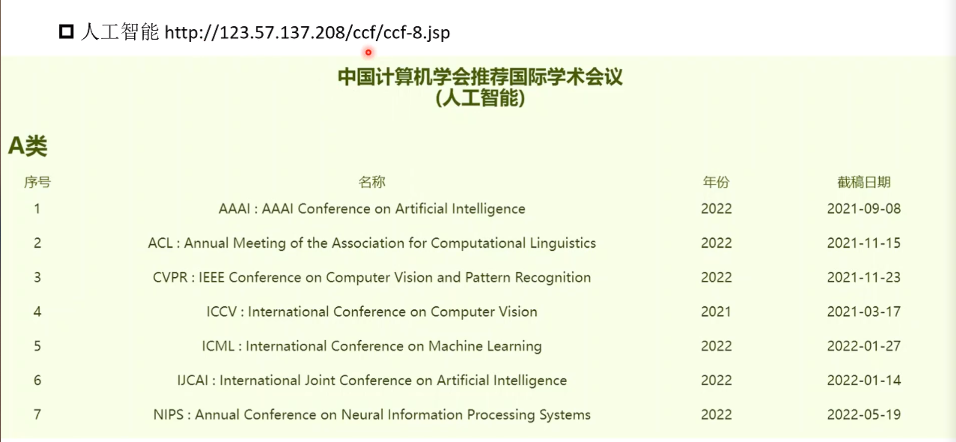 人工智能 http://123.57.137.208/ccf/ccf-8.jsp
中国计算机学会推荐国际学术会议
(人工智能)
A类
序号 名称 年份 截稿日期
1 AAAI : AAAI Conference on Artificial Intelligence 2022 2021-09-08
2 ACL : Annual Meeting of the Association for Computational Linguistics 2022 2021-11-15
3 CVPR : IEEE Conference on Computer Vision and Pattern Recognition 2022 2021-11-23
4 ICCV : International Conference on Computer Vision 2021 2021-03-17
5 ICML : International Conference on Machine Learning 2022 2022-01-27
6 IJCAI : International Joint Conference on Artificial Intelligence 2022 2022-01-14
7 NIPS : Annual Conference on Neural Information Processing Systems 2022 2022-05-19